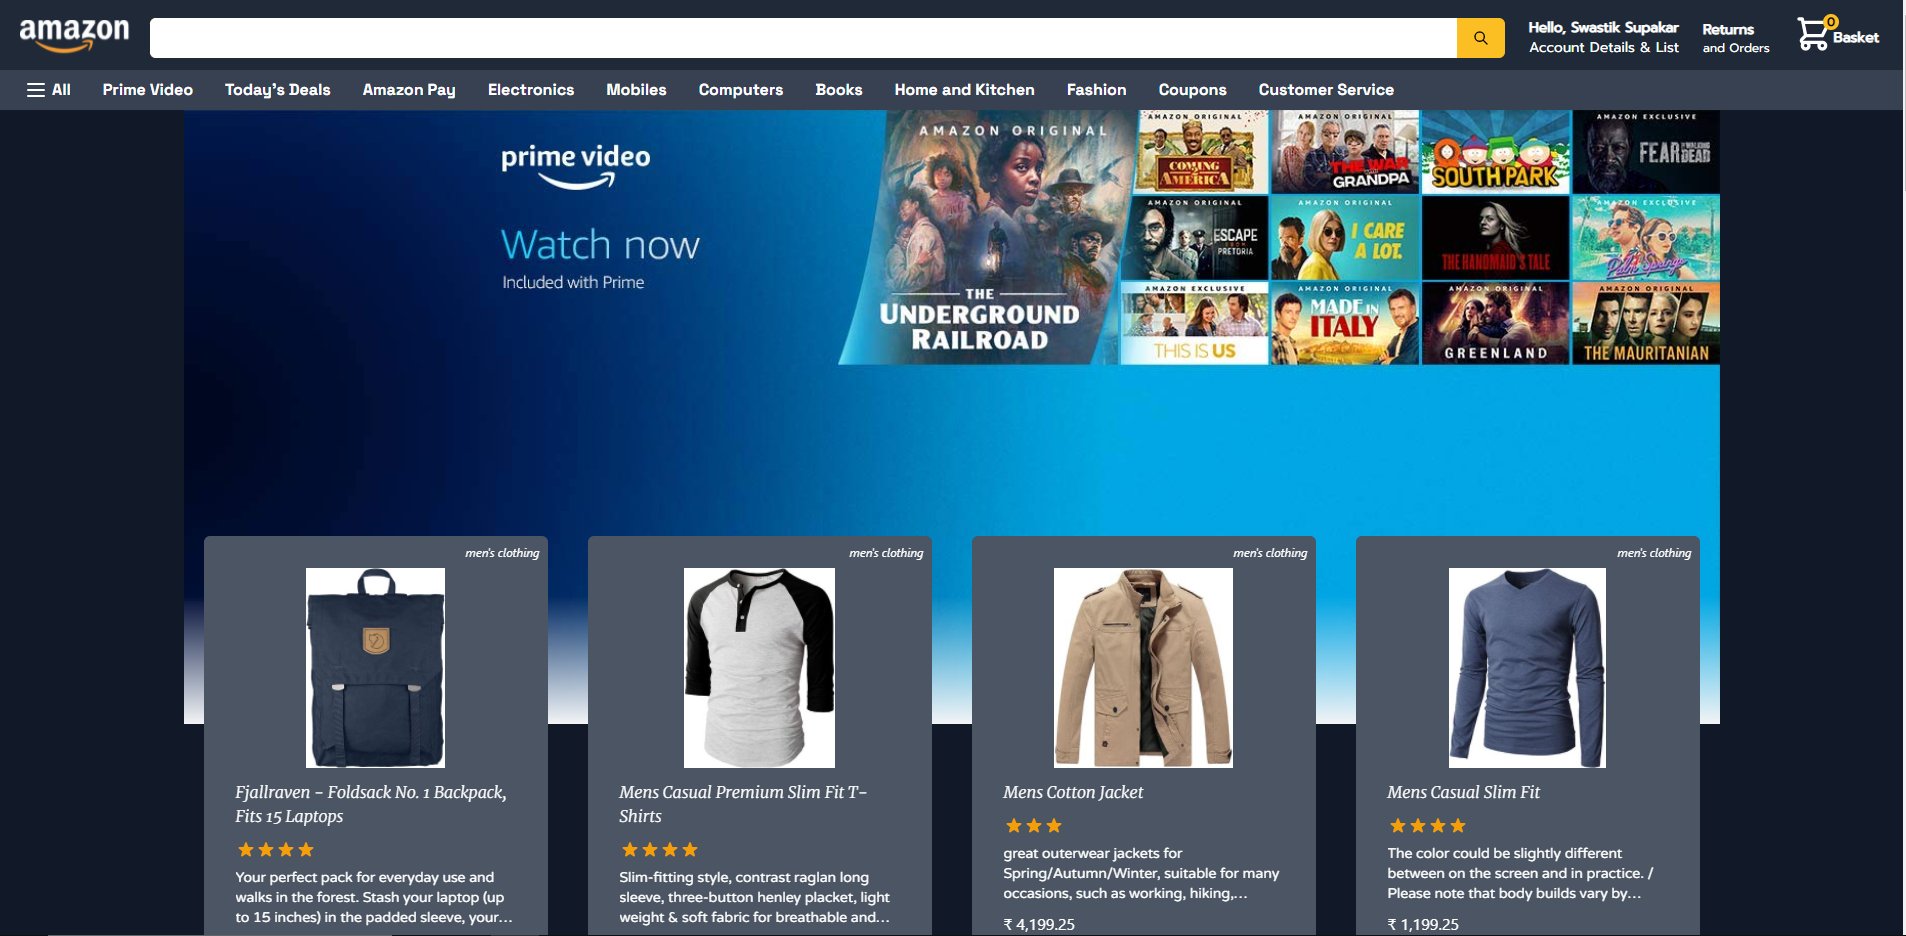 amazon
Hello, Swastik Supakar
Account Details & List
Returns
and Orders
0
Basket
All Prime Video Today's Deals Amazon Pay Electronics Mobiles Computers Books Home and Kitchen Fashion Coupons Customer Service
prime video
Watch now
Included with Prime
AMAZON ORIGINAL
THE
UNDERGROUND
RAILROAD
AMAZON ORIGINAL
COMING
AMERICA
AMAZON ORIGINAL
THE WAR
GRANDPA
SOUTH PARK
AMAZON EXCLUSIVE
FEAR THE WALKING DEAD
AMAZON ORIGINAL
ESCAPE
FROM
PRETORIA
AMAZON ORIGINAL
I CARE
A LOT.
THE HANDMAID'S TALE
AMAZON EXCLUSIVE
Palm Springs
AMAZON EXCLUSIVE
THIS IS US
AMAZON ORIGINAL
MADE IN
ITALY
AMAZON ORIGINAL
GREENLAND
AMAZON ORIGINAL
THE MAURITANIAN
men's clothing
Fjallraven - Foldsack No. 1 Backpack,
Fits 15 Laptops
Your perfect pack for everyday use and
walks in the forest. Stash your laptop (up
to 15 inches) in the padded sleeve, your...
men's clothing
Mens Casual Premium Slim Fit T-
Shirts
Slim-fitting style, contrast raglan long
sleeve, three-button henley placket, light
weight & soft fabric for breathable and...
men's clothing
Mens Cotton Jacket
great outerwear jackets for
Spring/Autumn/Winter, suitable for many
occasions, such as working, hiking,...
₹ 4,199.25
men's clothing
Mens Casual Slim Fit
The color could be slightly different
between on the screen and in practice. /
Please note that body builds vary by...
₹ 1,199.25